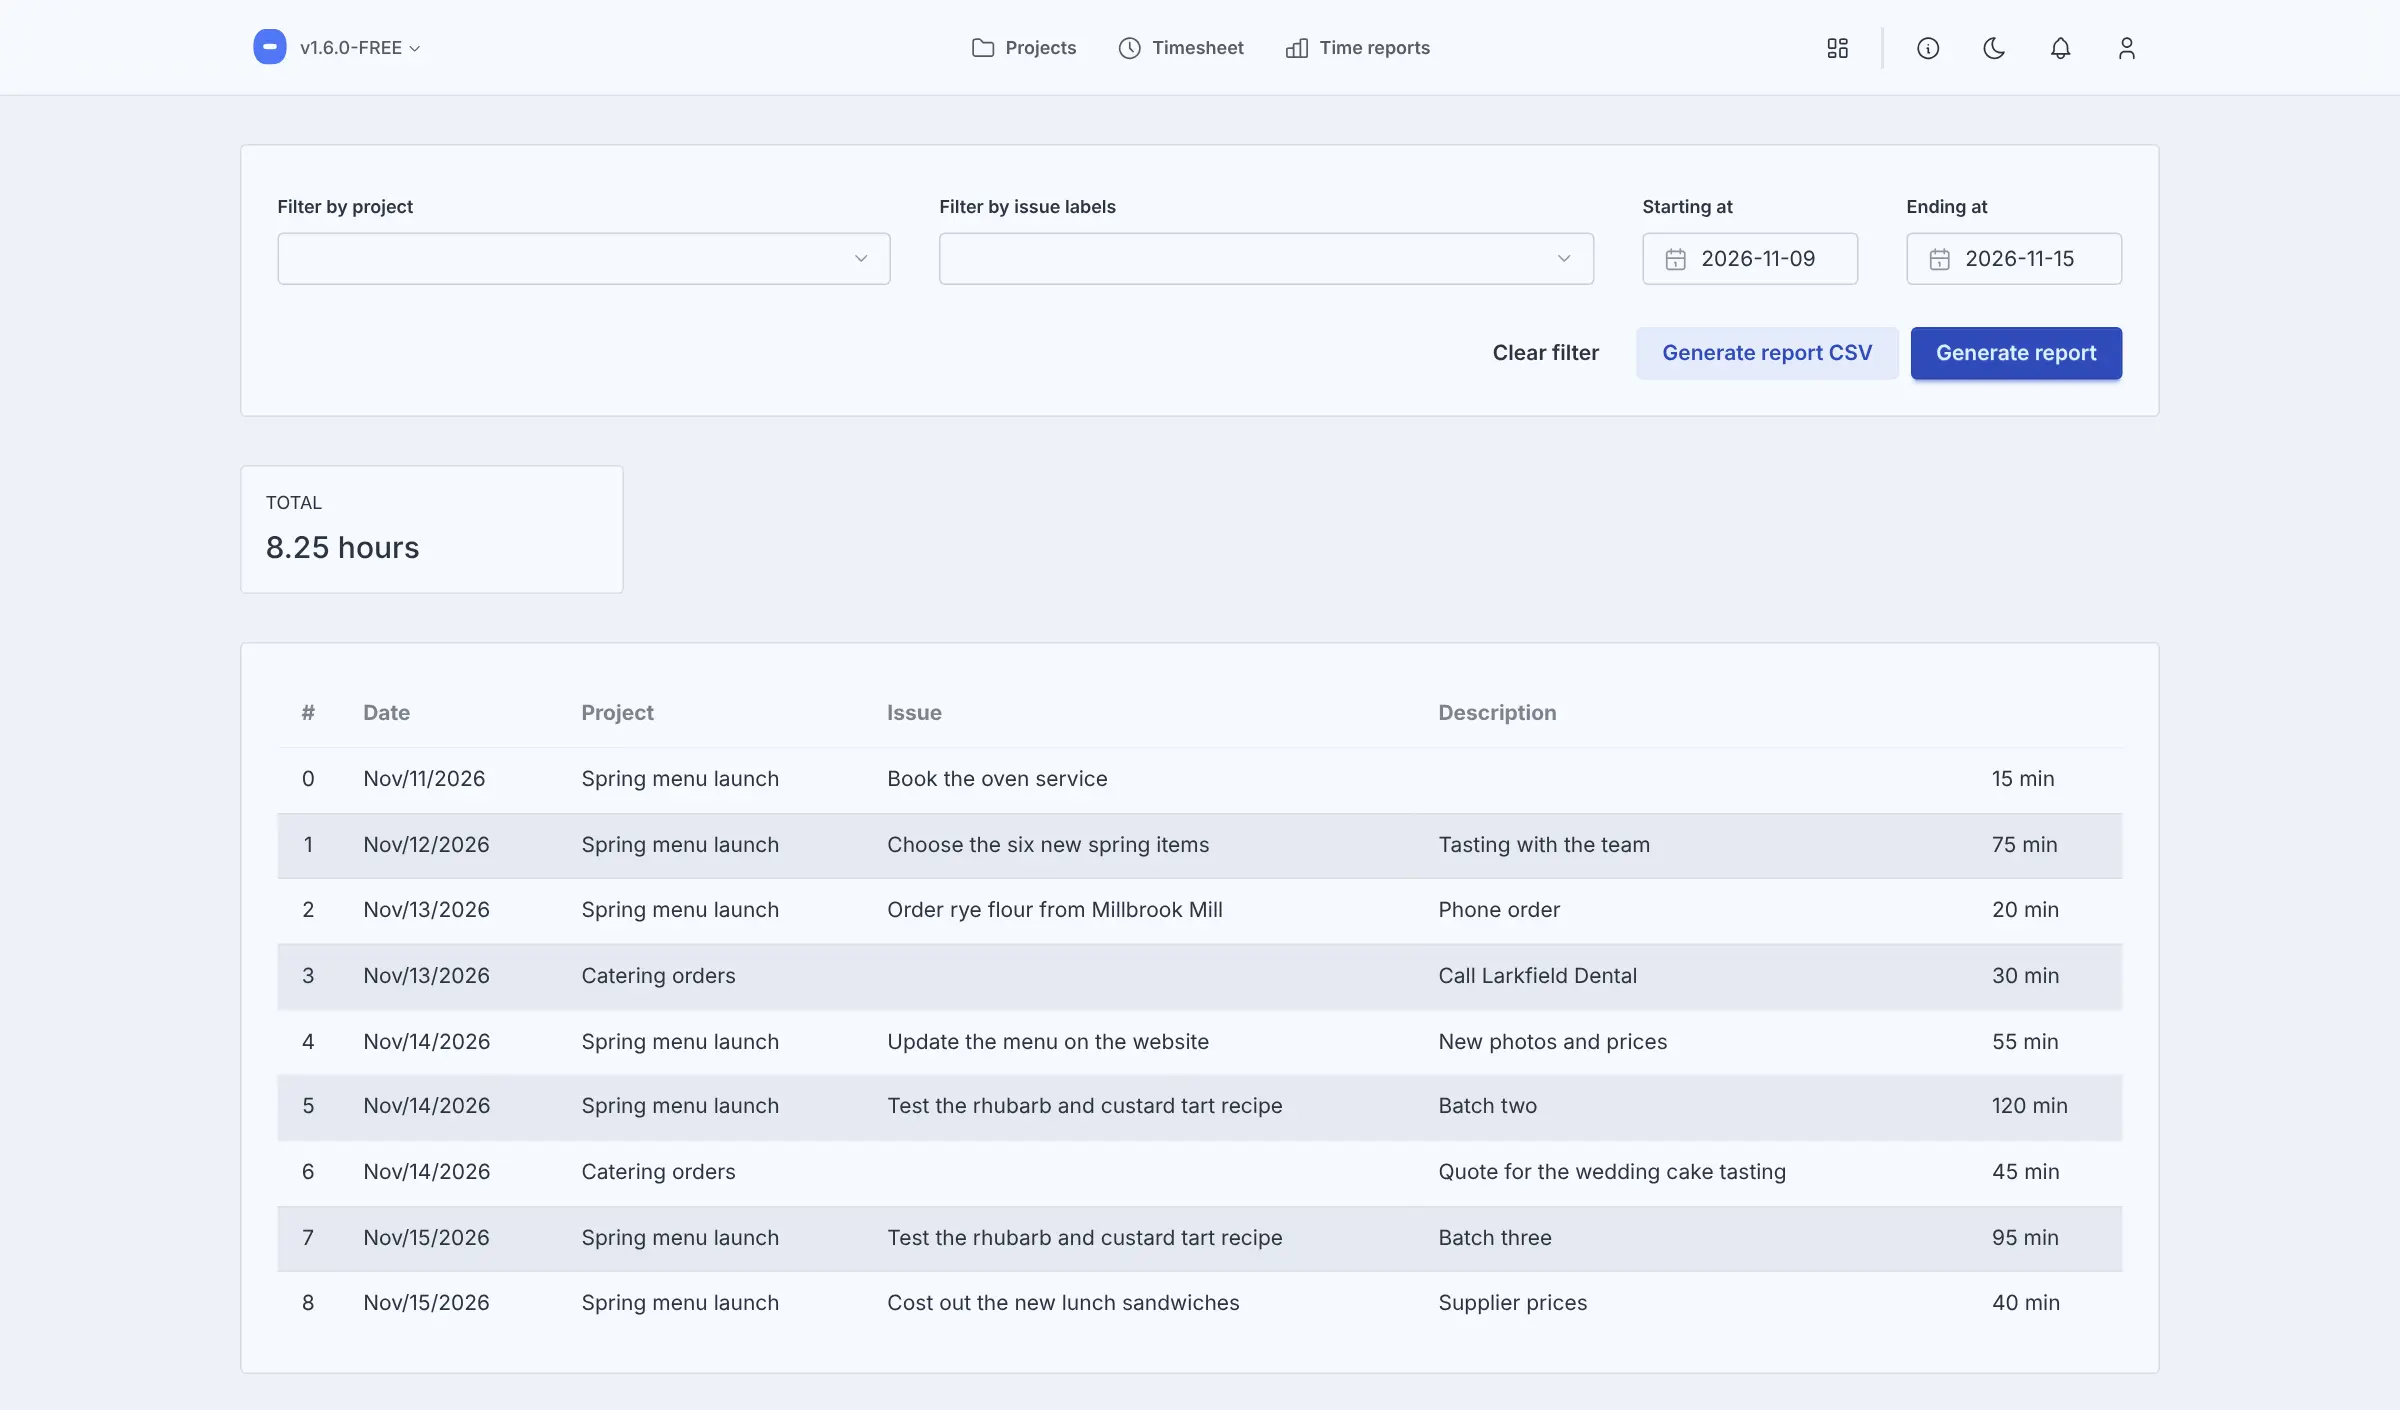 v1.6.0-FREE Projects Timesheet Time reports
Filter by project Filter by issue labels Starting at Ending at
2026-11-09 2026-11-15
Clear filter Generate report CSV Generate report
TOTAL
8.25 hours
# Date Project Issue Description
0 Nov/11/2026 Spring menu launch Book the oven service 15 min
1 Nov/12/2026 Spring menu launch Choose the six new spring items Tasting with the team 75 min
2 Nov/13/2026 Spring menu launch Order rye flour from Millbrook Mill Phone order 20 min
3 Nov/13/2026 Catering orders Call Larkfield Dental 30 min
4 Nov/14/2026 Spring menu launch Update the menu on the website New photos and prices 55 min
5 Nov/14/2026 Spring menu launch Test the rhubarb and custard tart recipe Batch two 120 min
6 Nov/14/2026 Catering orders Quote for the wedding cake tasting 45 min
7 Nov/15/2026 Spring menu launch Test the rhubarb and custard tart recipe Batch three 95 min
8 Nov/15/2026 Spring menu launch Cost out the new lunch sandwiches Supplier prices 40 min